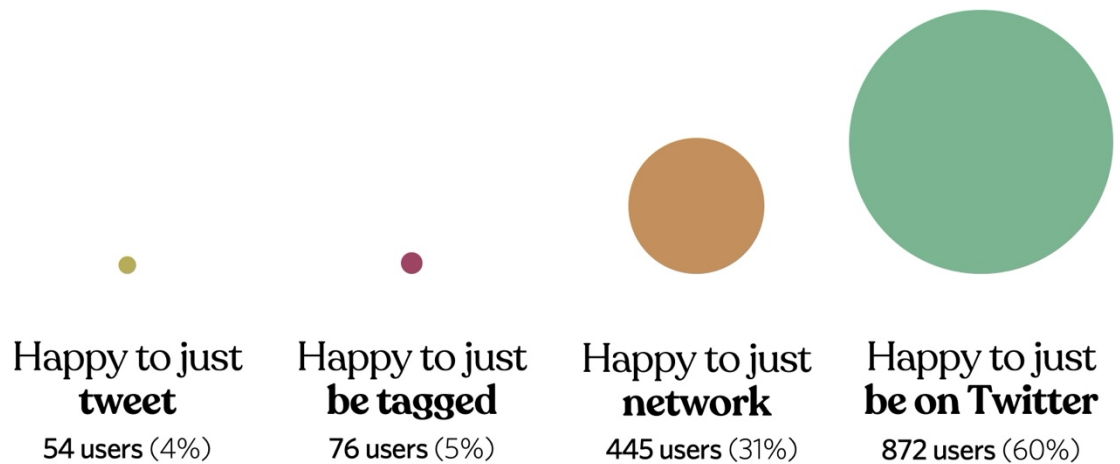 Happy to just
tweet
54 users (4%)
Happy to just
be tagged
76 users (5%)
Happy to just
network
445 users (31%)
Happy to just
be on Twitter
872 users (60%)